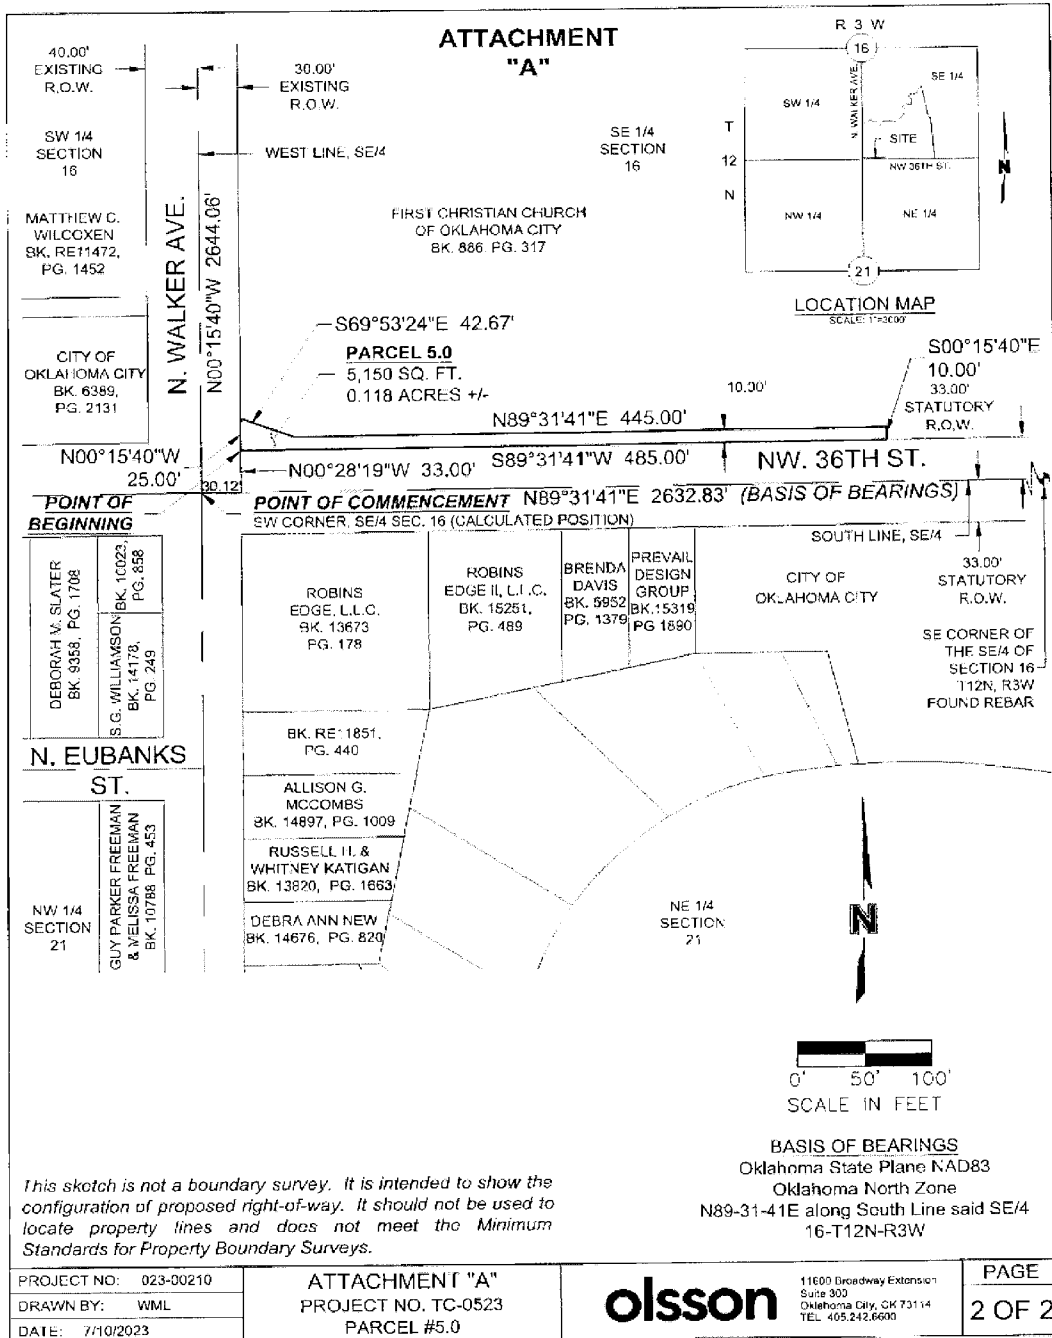 ATTACHMENT
"A"
40.00'
EXISTING
R.O.W.
30.00'
EXISTING
R.O.W.
SW 1/4
SECTION
16
WEST LINE, SE/4
SE 1/4
SECTION
16
MATTHEW C.
WILCOXEN
BK. RE11472,
PG. 1452
FIRST CHRISTIAN CHURCH
OF OKLAHOMA CITY
BK. 886, PG. 317
N. WALKER AVE.
N00°15'40"W 2644.06'
R 3 W
16
SE 1/4
SW 1/4
N. WALKER AVE.
SITE
T
12
N
NW 36TH ST.
NW 1/4
NE 1/4
21
N
LOCATION MAP
SCALE: 1"=3000'
CITY OF
OKLAHOMA CITY
BK. 6389,
PG. 2131
S69°53'24"E 42.67'
PARCEL 5.0
5,150 SQ. FT.
0.118 ACRES +/-
S00°15'40"E
10.00'
33.00'
STATUTORY
R.O.W.
10.00'
N89°31'41"E 445.00'
N00°15'40"W
25.00'
N00°28'19"W 33.00'
S89°31'41"W 485.00'
NW. 36TH ST.
30.12'
POINT OF
BEGINNING
POINT OF COMMENCEMENT
N89°31'41"E 2632.83' (BASIS OF BEARINGS)
SW CORNER, SE/4 SEC. 16 (CALCULATED POSITION)
SOUTH LINE, SE/4
DEBORAH M. SLATER
BK. 9358, PG. 1708
BK. 10023,
PG. 858
S.G. WILLIAMSON
BK. 14178,
PG. 249
ROBINS
EDGE, L.L.C.
BK. 13673
PG. 178
ROBINS
EDGE II, L.L.C.
BK. 15251,
PG. 489
BRENDA
DAVIS
BK. 5952
PG. 1379
PREVAIL
DESIGN
GROUP
BK.15319
PG 1890
CITY OF
OKLAHOMA CITY
33.00'
STATUTORY
R.O.W.
SE CORNER OF
THE SE/4 OF
SECTION 16
T12N, R3W
FOUND REBAR
N. EUBANKS
ST.
BK. RE11851,
PG. 440
ALLISON G.
MCCOMBS
BK. 14897, PG. 1009
RUSSELL H. &
WHITNEY KATIGAN
BK. 13820, PG. 1663
DEBRA ANN NEW
BK. 14676, PG. 820
GUY PARKER FREEMAN
& MELISSA FREEMAN
BK. 10788 PG. 453
NW 1/4
SECTION
21
NE 1/4
SECTION
21
N
0' 50' 100'
SCALE IN FEET
BASIS OF BEARINGS
Oklahoma State Plane NAD83
Oklahoma North Zone
N89-31-41E along South Line said SE/4
16-T12N-R3W
This sketch is not a boundary survey. It is intended to show the
configuration of proposed right-of-way. It should not be used to
locate property lines and does not meet the Minimum
Standards for Property Boundary Surveys.
PROJECT NO: 023-00210
DRAWN BY: WML
DATE: 7/10/2023
ATTACHMENT "A"
PROJECT NO. TC-0523
PARCEL #5.0
olsson
11600 Broadway Extension
Suite 300
Oklahoma City, OK 73114
TEL 405.242.6600
PAGE
2 OF 2